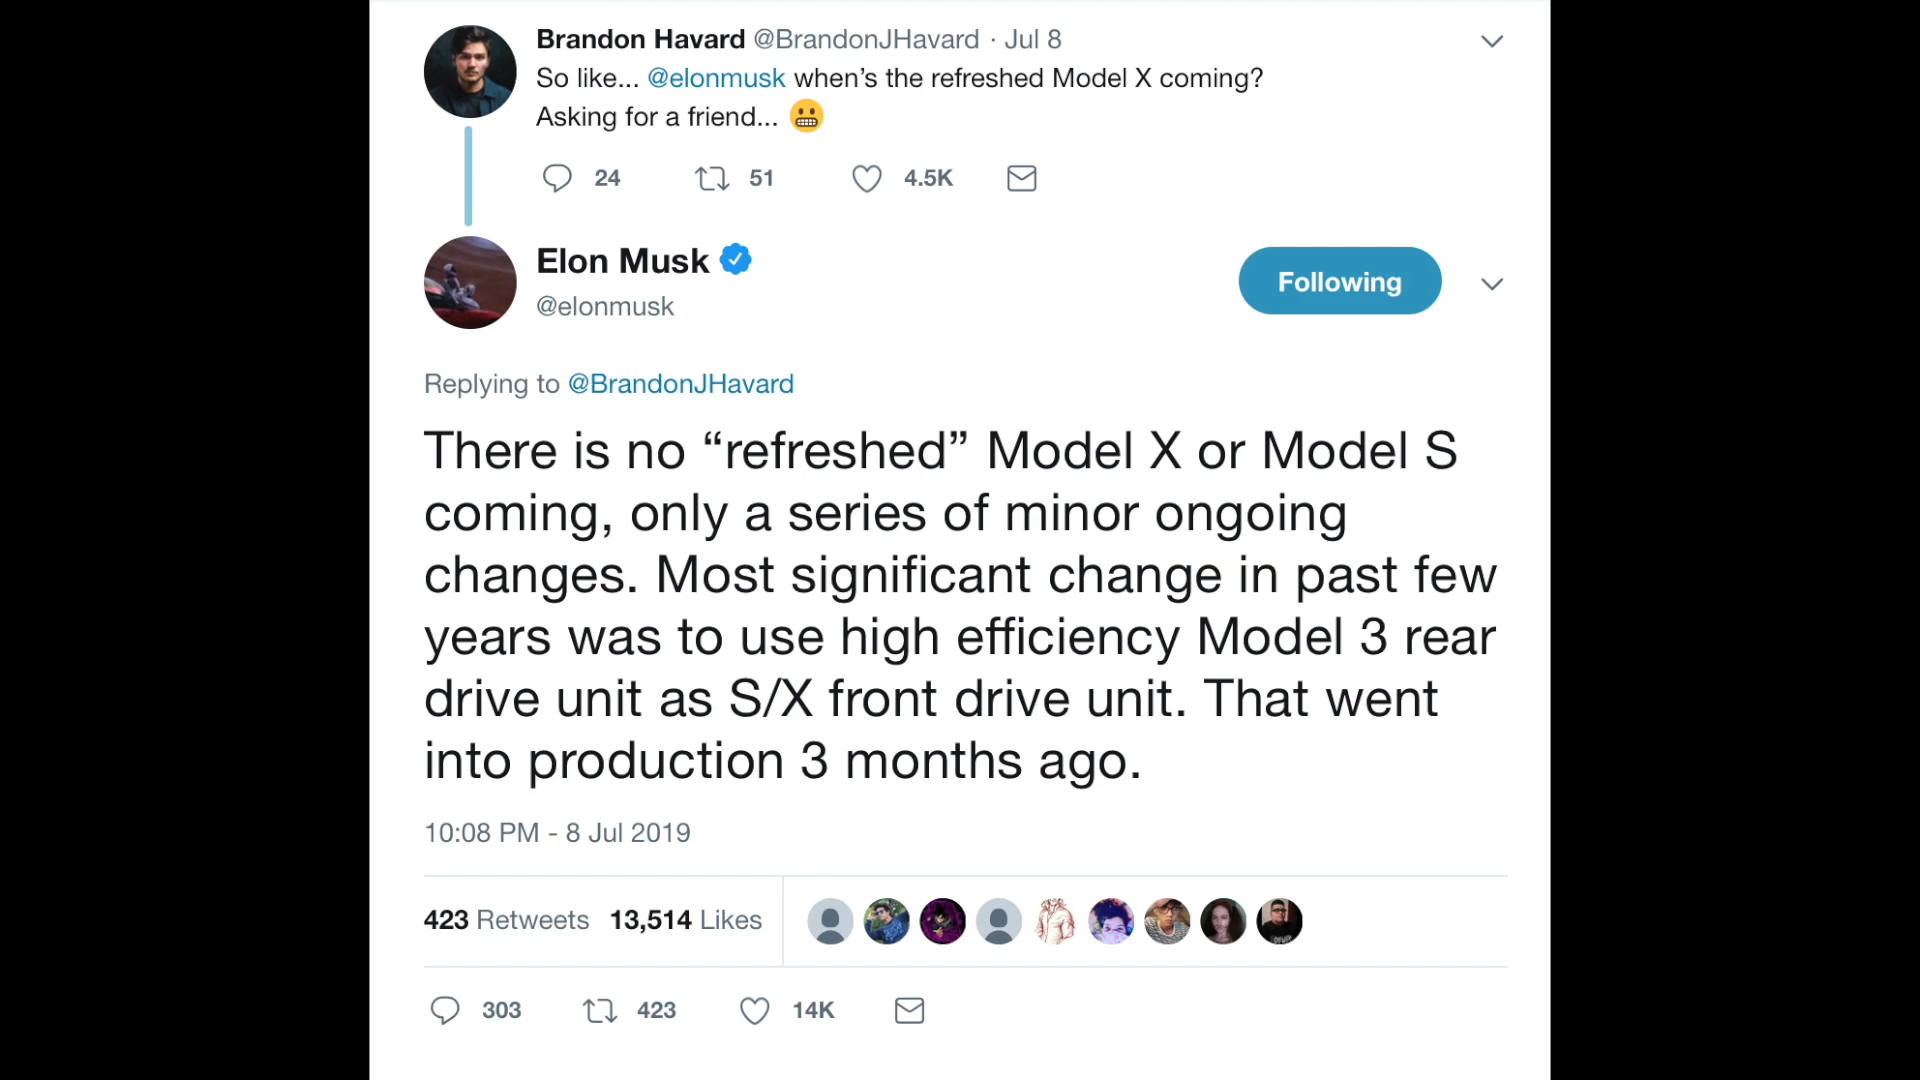 Brandon Havard @BrandonJHavard · Jul 8
So like... @elonmusk when’s the refreshed Model X coming?
Asking for a friend... 😬
24 51 4.5K
Elon Musk
Following
@elonmusk
Replying to @BrandonJHavard
There is no “refreshed” Model X or Model S
coming, only a series of minor ongoing
changes. Most significant change in past few
years was to use high efficiency Model 3 rear
drive unit as S/X front drive unit. That went
into production 3 months ago.
10:08 PM - 8 Jul 2019
423 Retweets 13,514 Likes
303 423 14K